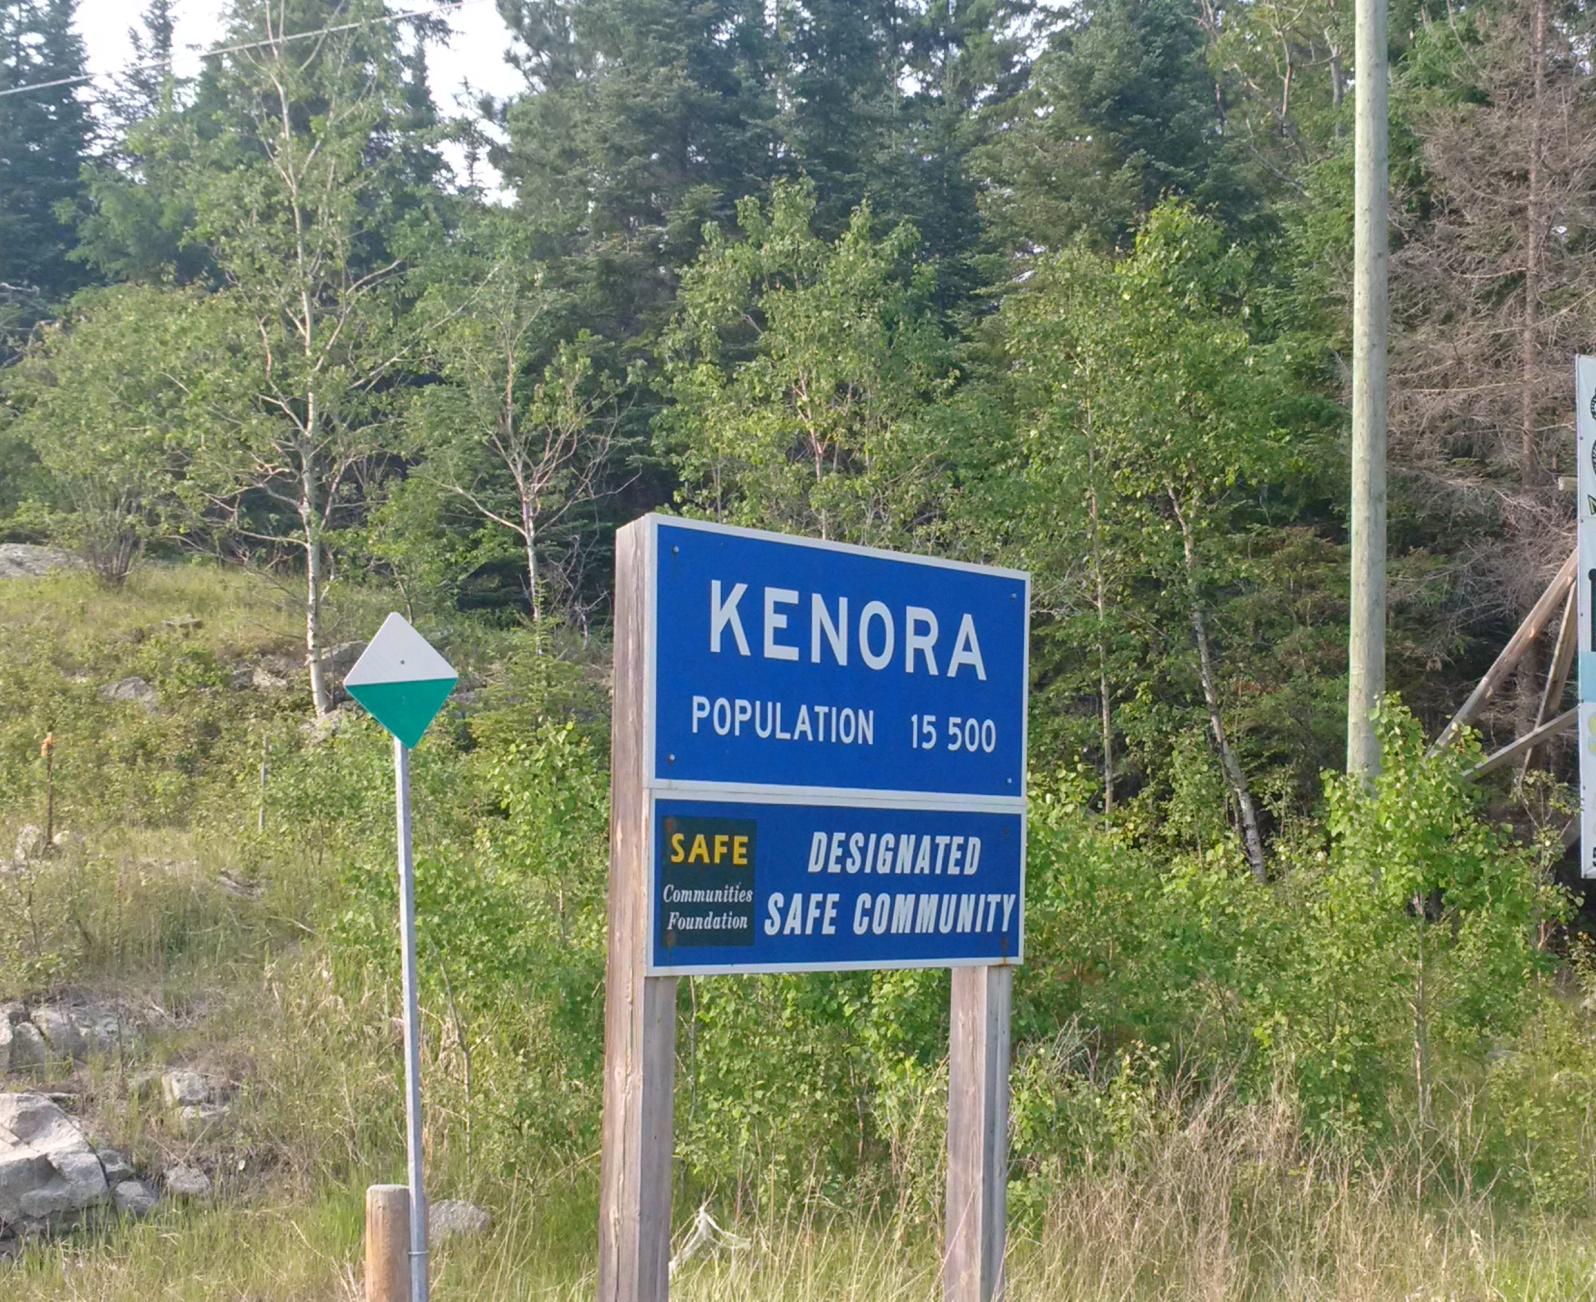 KENORA
POPULATION 15 500
SAFE
Communities
Foundation
DESIGNATED
SAFE COMMUNITY